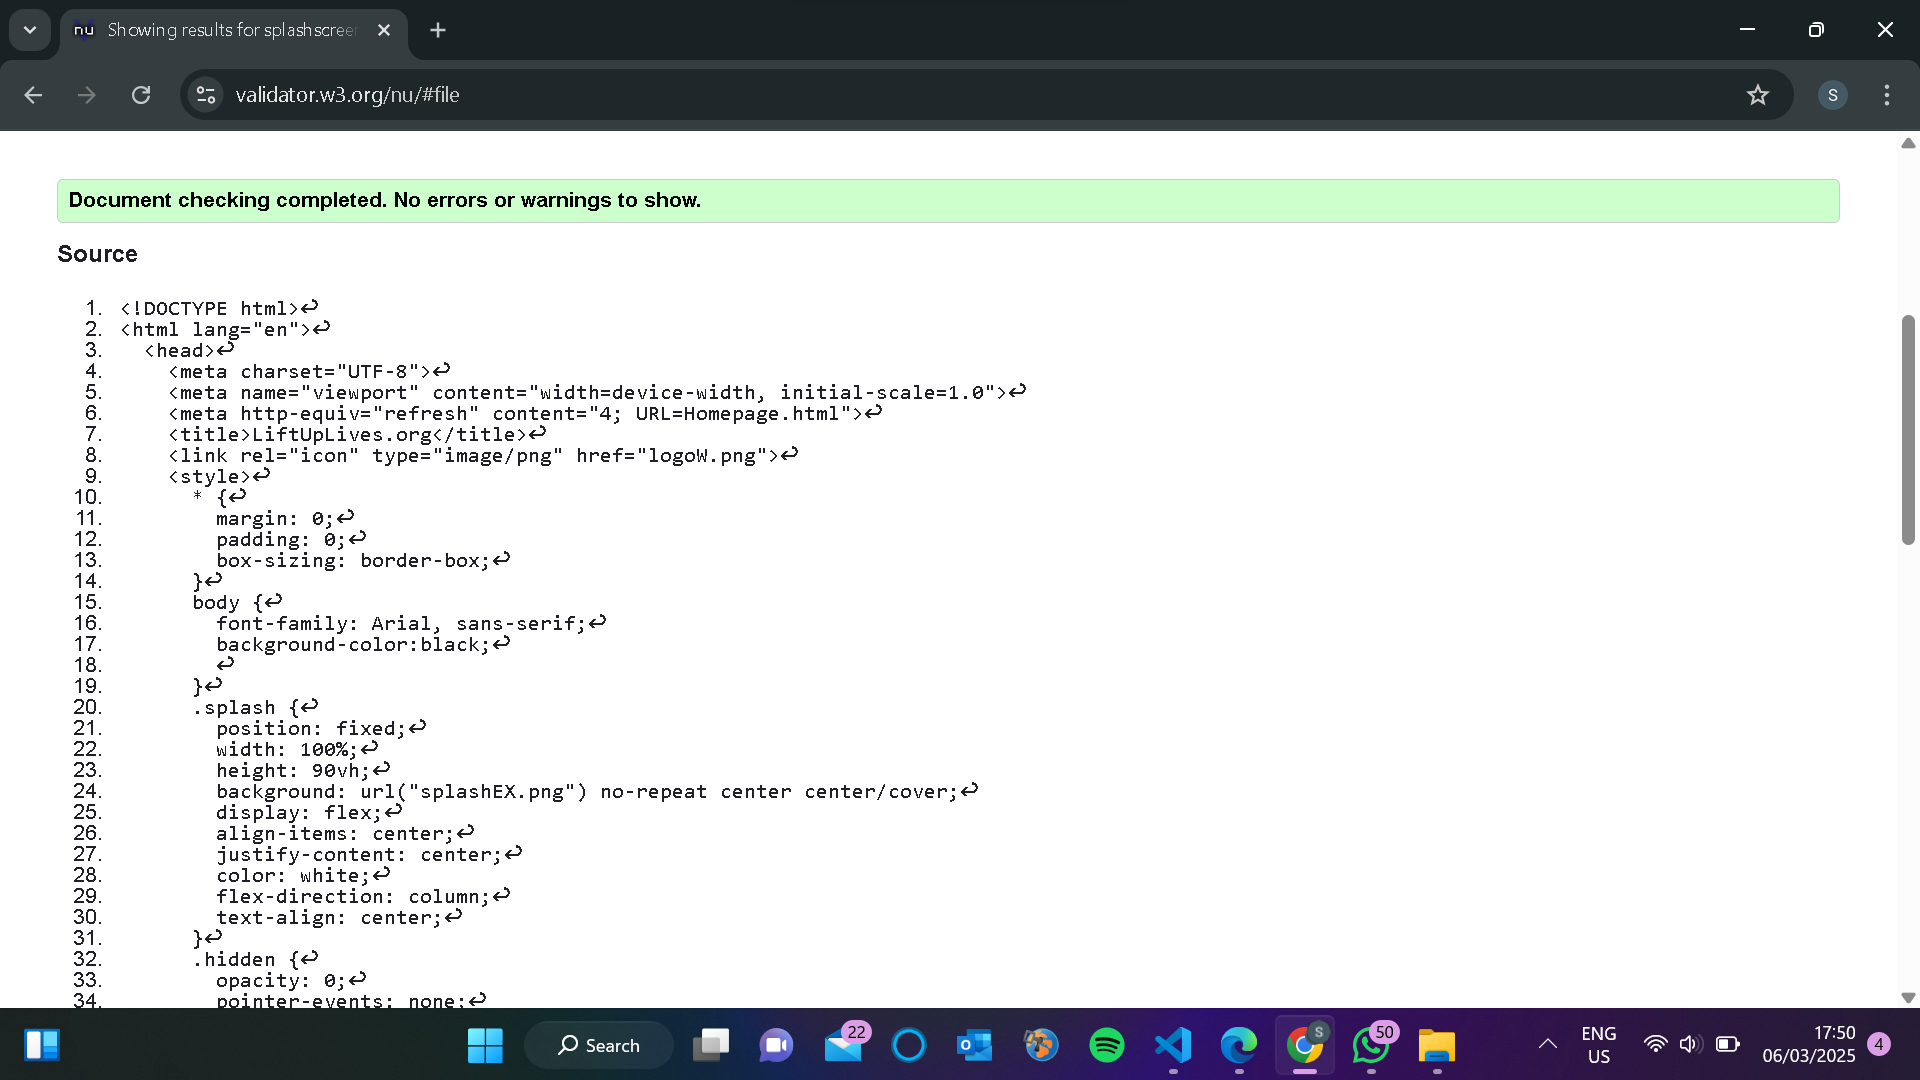 nu Showing results for splashscreen
validator.w3.org/nu/#file
S
Document checking completed. No errors or warnings to show.
Source
1. <!DOCTYPE html>↩
2. <html lang="en">↩
3. <head>↩
4. <meta charset="UTF-8">↩
5. <meta name="viewport" content="width=device-width, initial-scale=1.0">↩
6. <meta http-equiv="refresh" content="4; URL=Homepage.html">↩
7. <title>LiftUpLives.org</title>↩
8. <link rel="icon" type="image/png" href="logoW.png">↩
9. <style>↩
10. * {↩
11. margin: 0;↩
12. padding: 0;↩
13. box-sizing: border-box;↩
14. }↩
15. body {↩
16. font-family: Arial, sans-serif;↩
17. background-color:black;↩
18. ↩
19. }↩
20. .splash {↩
21. position: fixed;↩
22. width: 100%;↩
23. height: 90vh;↩
24. background: url("splashEX.png") no-repeat center center/cover;↩
25. display: flex;↩
26. align-items: center;↩
27. justify-content: center;↩
28. color: white;↩
29. flex-direction: column;↩
30. text-align: center;↩
31. }↩
32. .hidden {↩
33. opacity: 0;↩
34. pointer-events: none;↩
Search
22
S
50
ENG
US
17:50
06/03/2025
4